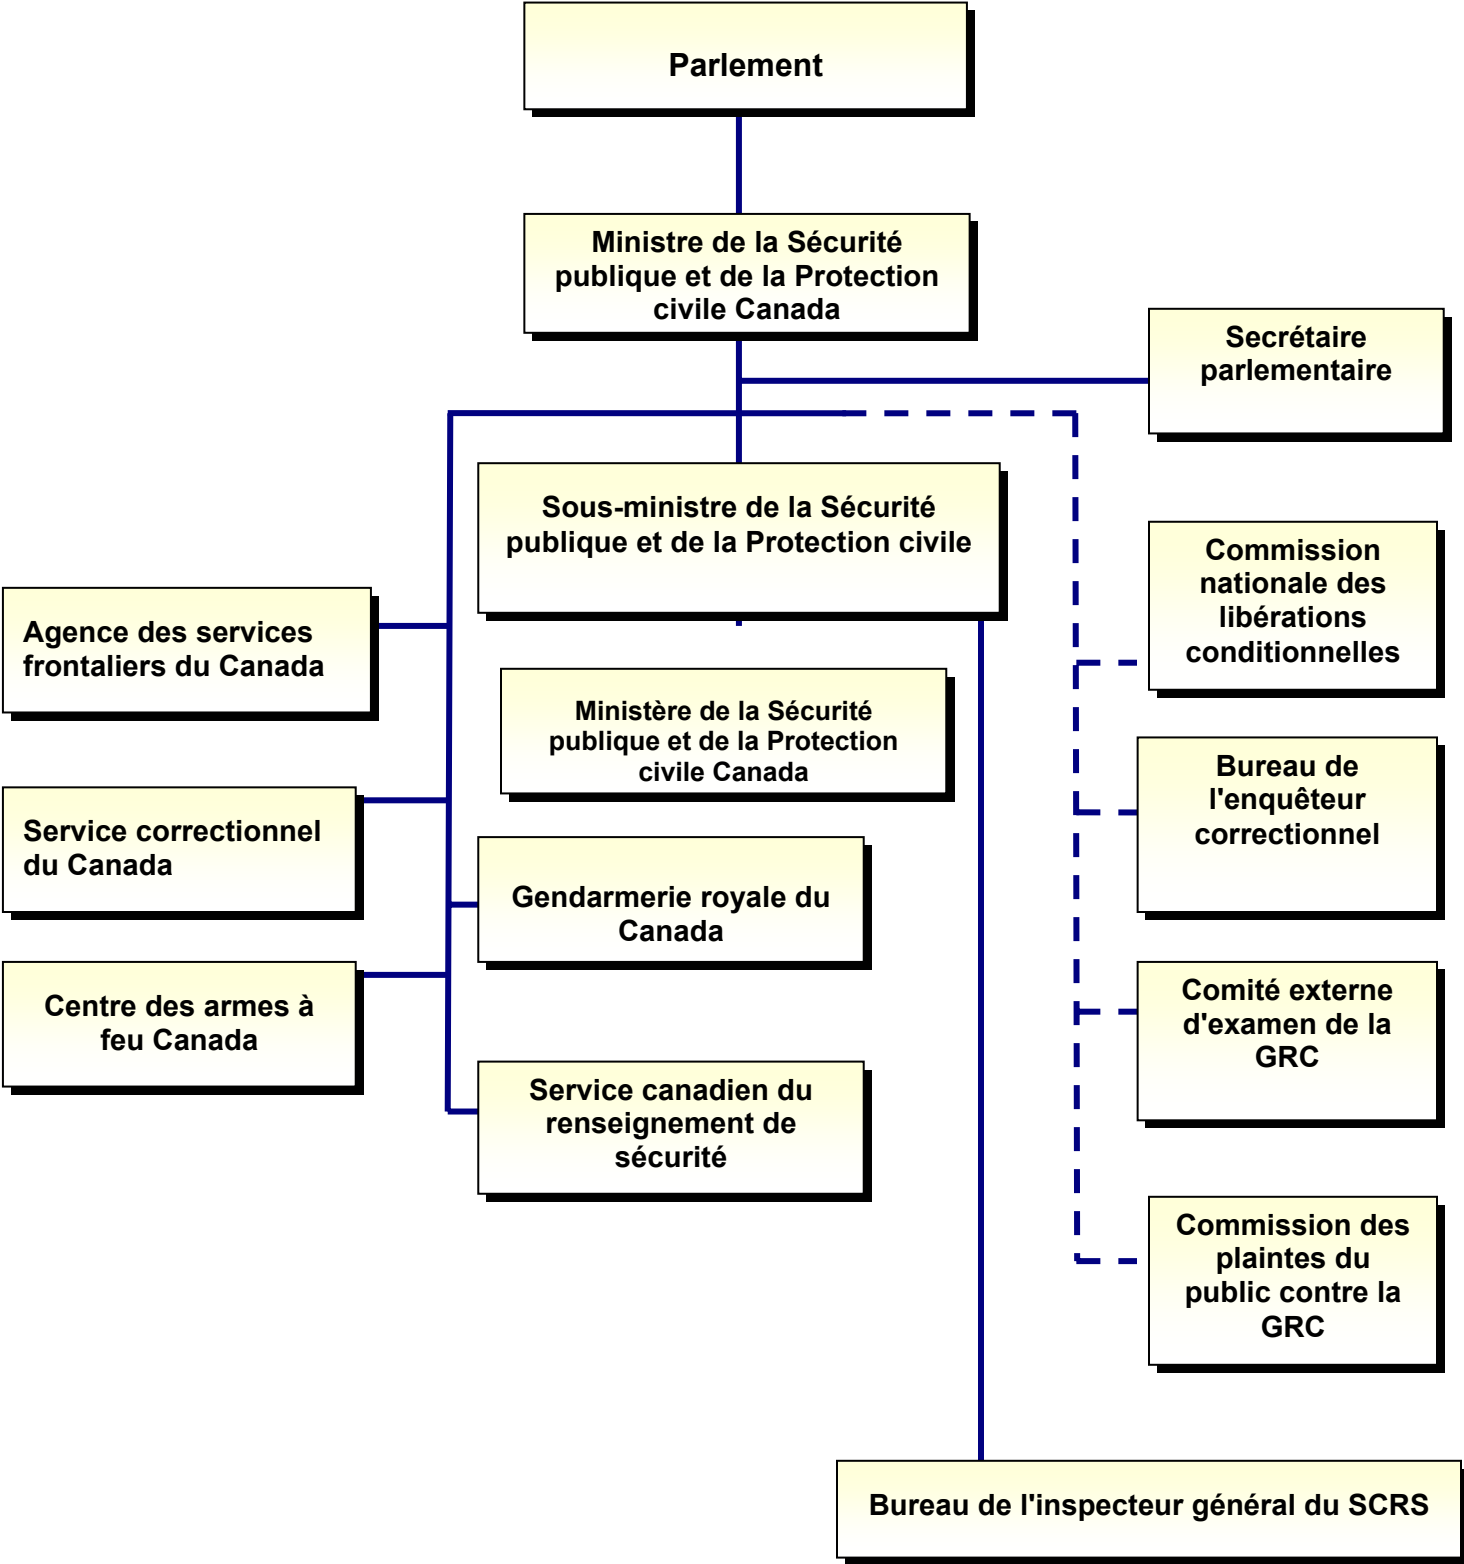 Parlement
Ministre de la Sécurité
publique et de la Protection
civile Canada
Secrétaire
parlementaire
Sous-ministre de la Sécurité
publique et de la Protection civile
Commission
nationale des
libérations
conditionnelles
Agence des services
frontaliers du Canada
Ministère de la Sécurité
publique et de la Protection
civile Canada
Bureau de
l'enquêteur
correctionnel
Service correctionnel
du Canada
Gendarmerie royale du
Canada
Comité externe
d'examen de la
GRC
Centre des armes à
feu Canada
Service canadien du
renseignement de
sécurité
Commission des
plaintes du
public contre la
GRC
Bureau de l'inspecteur général du SCRS